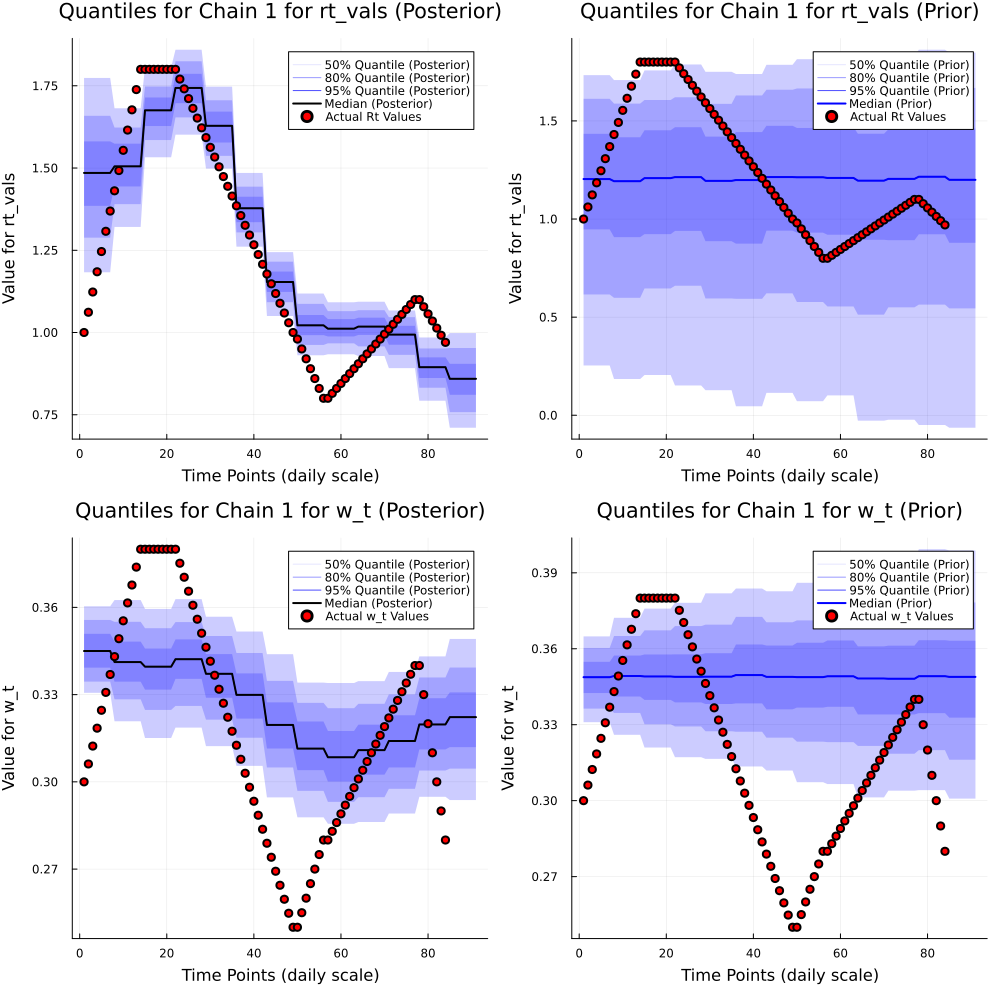 Quantiles for Chain 1 for rt_vals (Posterior)
Value for rt_vals
1.75
1.50
1.25
1.00
0.75
50% Quantile (Posterior)
80% Quantile (Posterior)
95% Quantile (Posterior)
Median (Posterior)
Actual Rt Values
0 20 40 60 80
Time Points (daily scale)
Quantiles for Chain 1 for rt_vals (Prior)
Value for rt_vals
1.5
1.0
0.5
0.0
50% Quantile (Prior)
80% Quantile (Prior)
95% Quantile (Prior)
Median (Prior)
Actual Rt Values
0 20 40 60 80
Time Points (daily scale)
Quantiles for Chain 1 for w_t (Posterior)
Value for w_t
0.36
0.33
0.30
0.27
50% Quantile (Posterior)
80% Quantile (Posterior)
95% Quantile (Posterior)
Median (Posterior)
Actual w_t Values
0 20 40 60 80
Time Points (daily scale)
Quantiles for Chain 1 for w_t (Prior)
Value for w_t
0.39
0.36
0.33
0.30
0.27
50% Quantile (Prior)
80% Quantile (Prior)
95% Quantile (Prior)
Median (Prior)
Actual w_t Values
0 20 40 60 80
Time Points (daily scale)